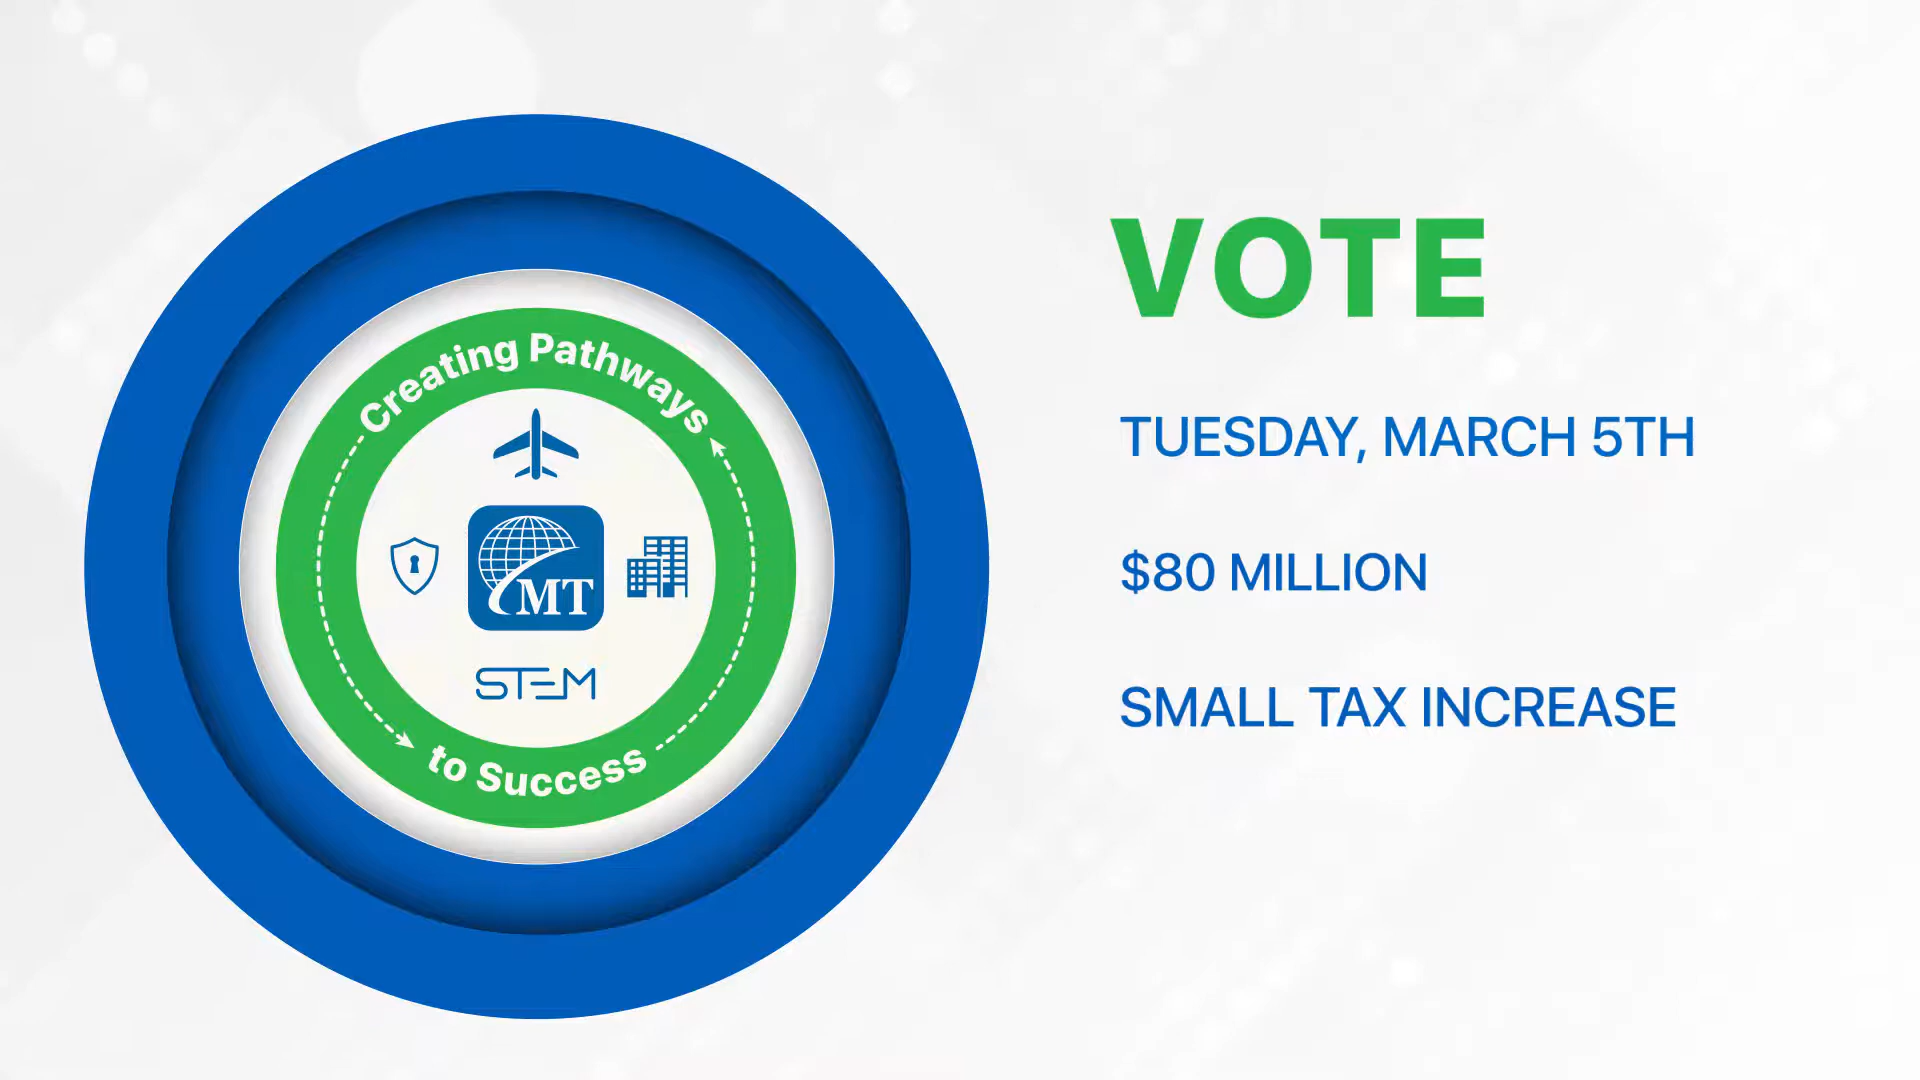 Creating Pathways
MT
STEM
to Success
VOTE
TUESDAY, MARCH 5TH
$80 MILLION
SMALL TAX INCREASE